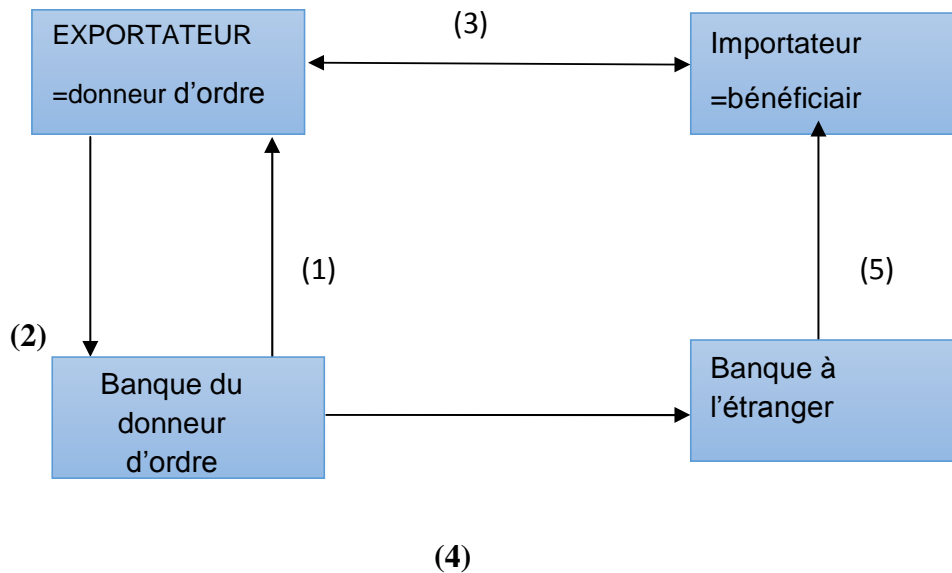 EXPORTATEUR
=donneur d’ordre
(3)
Importateur
=bénéficiair
(1)
(5)
(2)
Banque du
donneur
d’ordre
Banque à
l’étranger
(4)